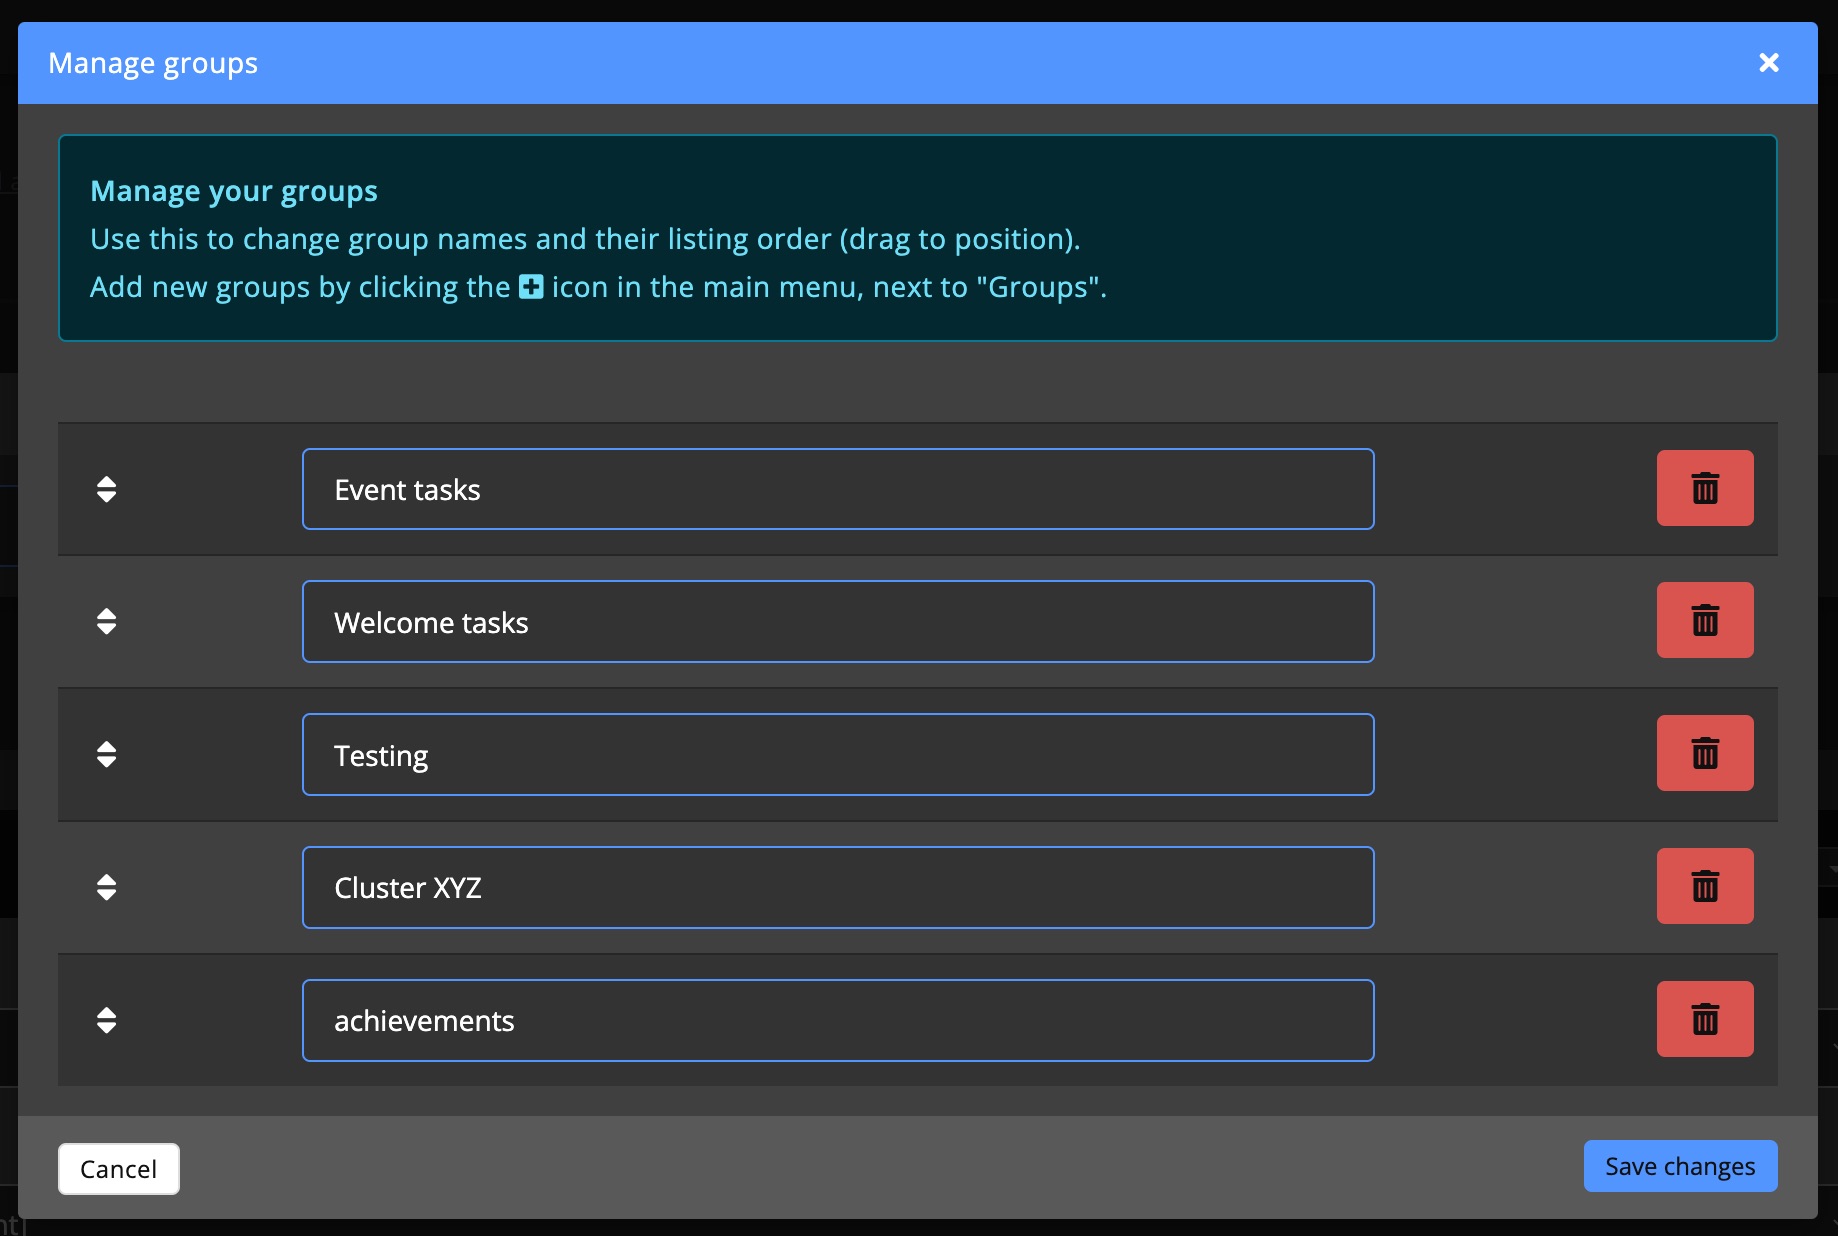 Manage groups
Manage your groups
Use this to change group names and their listing order (drag to position).
Add new groups by clicking the icon in the main menu, next to "Groups".
Event tasks
Welcome tasks
Testing
Cluster XYZ
achievements
Cancel
Save changes